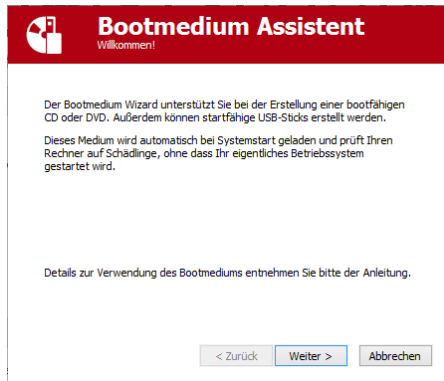 Bootmedium Assistent
Willkommen!
Der Bootmedium Wizard unterstützt Sie bei der Erstellung einer bootfähigen
CD oder DVD. Außerdem können startfähige USB-Sticks erstellt werden.
Dieses Medium wird automatisch bei Systemstart geladen und prüft Ihren
Rechner auf Schädlinge, ohne dass Ihr eigentliches Betriebssystem
gestartet wird.
Details zur Verwendung des Bootmediums entnehmen Sie bitte der Anleitung.
< Zurück Weiter > Abbrechen